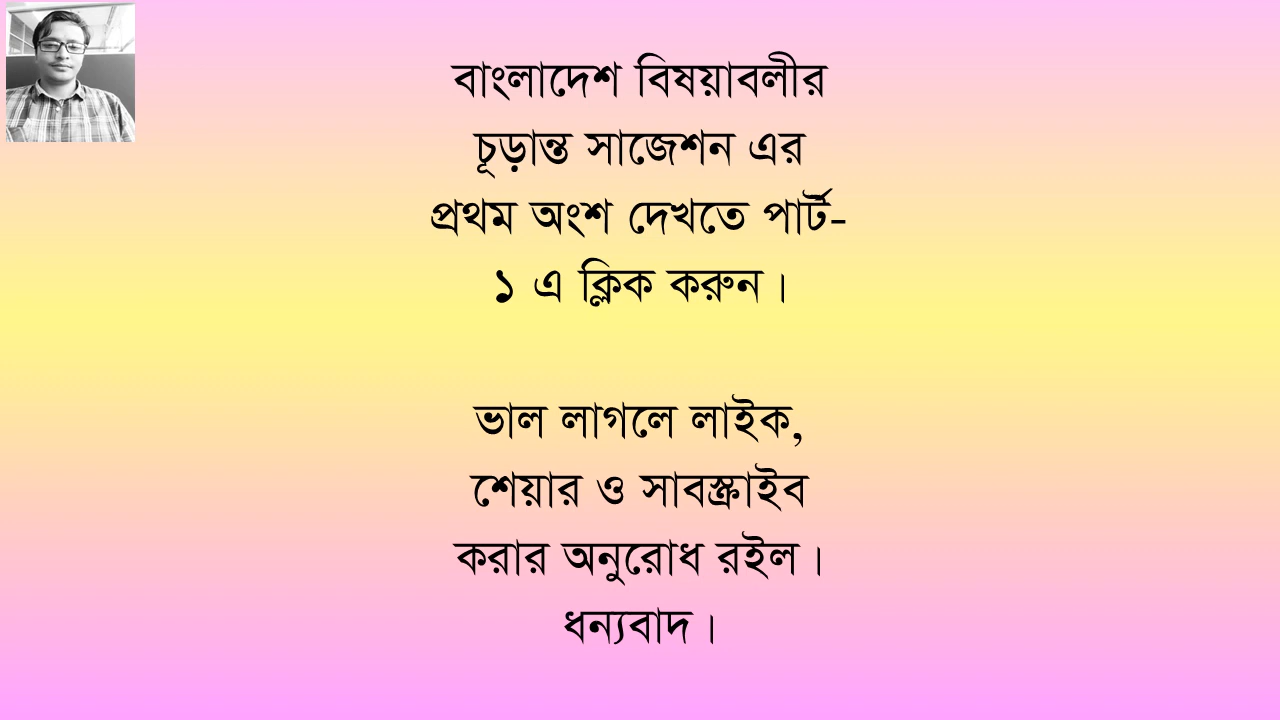 বাংলাদেশ বিষয়াবলীর
চূড়ান্ত সাজেশন এর
প্রথম অংশ দেখতে পার্ট-
১ এ ক্লিক করুন।
ভাল লাগলে লাইক,
শেয়ার ও সাবস্ক্রাইব
করার অনুরোধ রইল।
ধন্যবাদ।